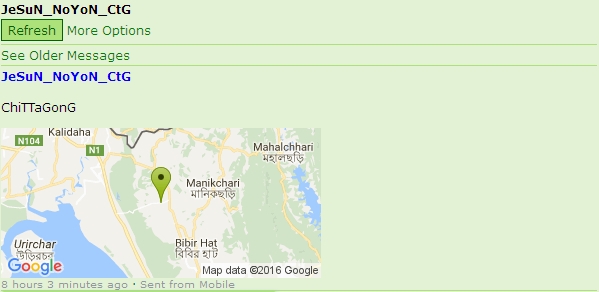 JeSuN_NoYoN_CtG
Refresh More Options
See Older Messages
JeSuN_NoYoN_CtG
ChiTTaGonG
Kalidaha
N104
N1
Mahalchhari
মহালছড়ি
Manikchari
মানিকছড়ি
Urirchar
উড়িরচর
Bibir Hat
বিবির হাট
Google
Map data ©2016 Google
8 hours 3 minutes ago · Sent from Mobile